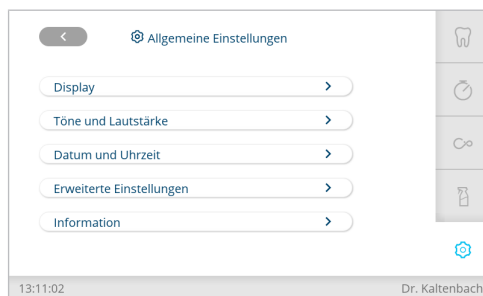 Allgemeine Einstellungen
Display
Töne und Lautstärke
Datum und Uhrzeit
Erweiterte Einstellungen
Information
13:11:02
Dr. Kaltenbach